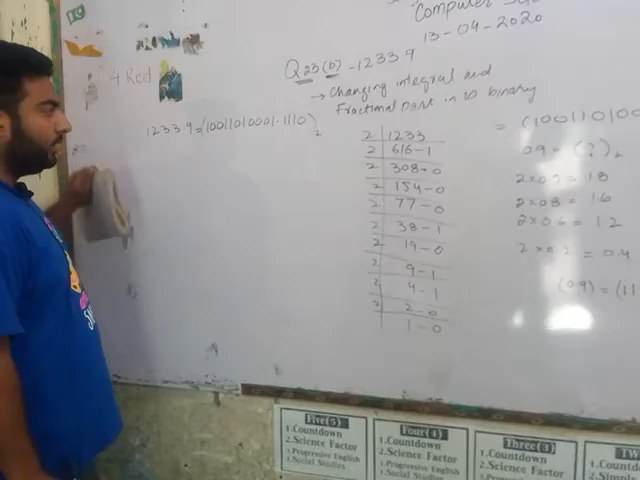 Computer
13-04-2020
Q23(b) -1233.9
→ Changing integral and
Fractional part in to binary
4 Red
1233.9=(10011010001.1110)2
2 1233
2 616-1
2 308-0
2 154-0
2 77-0
2 38-1
2 19-0
2 9-1
2 4-1
2 2-0
1-0
= (100110100
0.9 = (?)2
2×0.9 = 1.8
2×0.8 = 1.6
2×0.6 = 1.2
2×0.2 = 0.4
(0.9) = (11
Five(5)
1.Countdown
2.Science Factor
3.Progressive English
4.Social Studies
Four(4)
1.Countdown
2.Science Factor
3.Progressive English
4.Social Studies
Three(3)
1.Countdown
2.Science Factor
3.Progressive English
TW
1.Countd